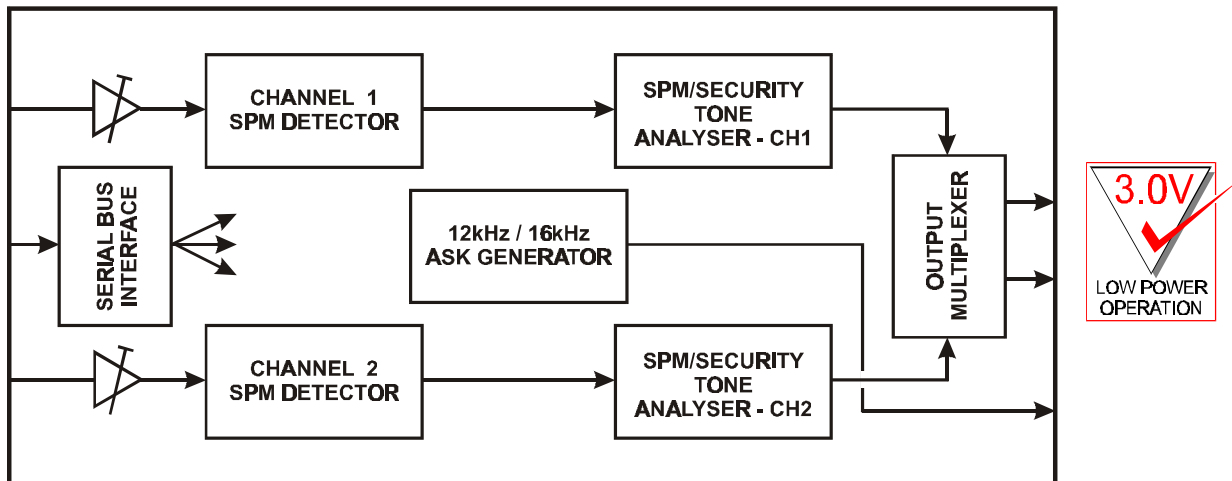 CHANNEL 1
SPM DETECTOR
SPM/SECURITY
TONE
ANALYSER - CH1
SERIAL BUS
INTERFACE
12kHz / 16kHz
ASK GENERATOR
OUTPUT
MULTIPLEXER
3.0V
LOW POWER
OPERATION
CHANNEL 2
SPM DETECTOR
SPM/SECURITY
TONE
ANALYSER - CH2